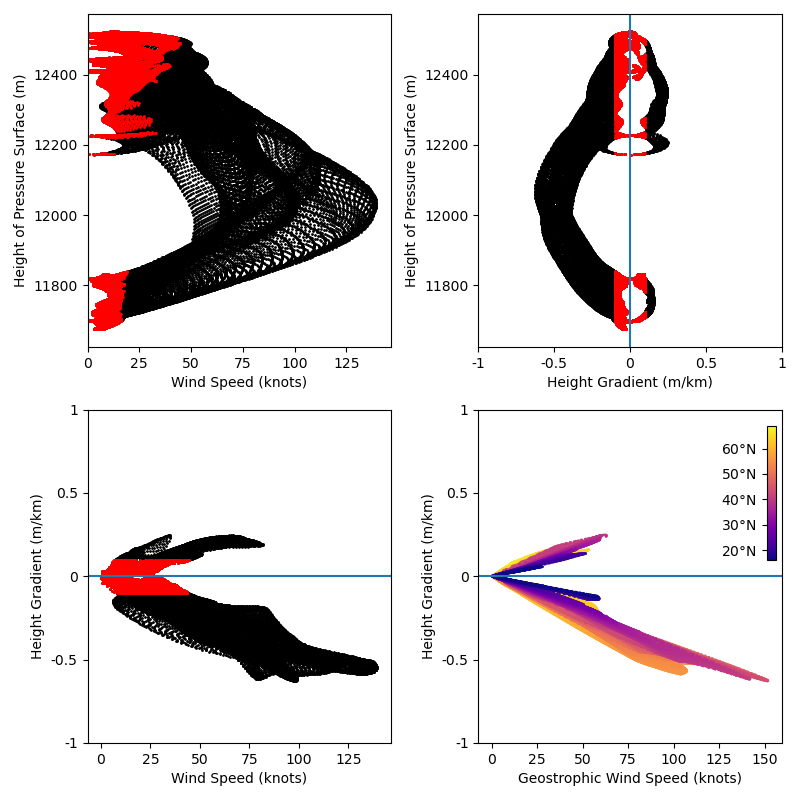 12400
12200
12000
11800
Height of Pressure Surface (m)
0 25 50 75 100 125
Wind Speed (knots)
12400
12200
12000
11800
Height of Pressure Surface (m)
-1 -0.5 0 0.5 1
Height Gradient (m/km)
1
0.5
0
-0.5
-1
Height Gradient (m/km)
0 25 50 75 100 125
Wind Speed (knots)
1
0.5
0
-0.5
-1
Height Gradient (m/km)
60°N
50°N
40°N
30°N
20°N
0 25 50 75 100 125 150
Geostrophic Wind Speed (knots)